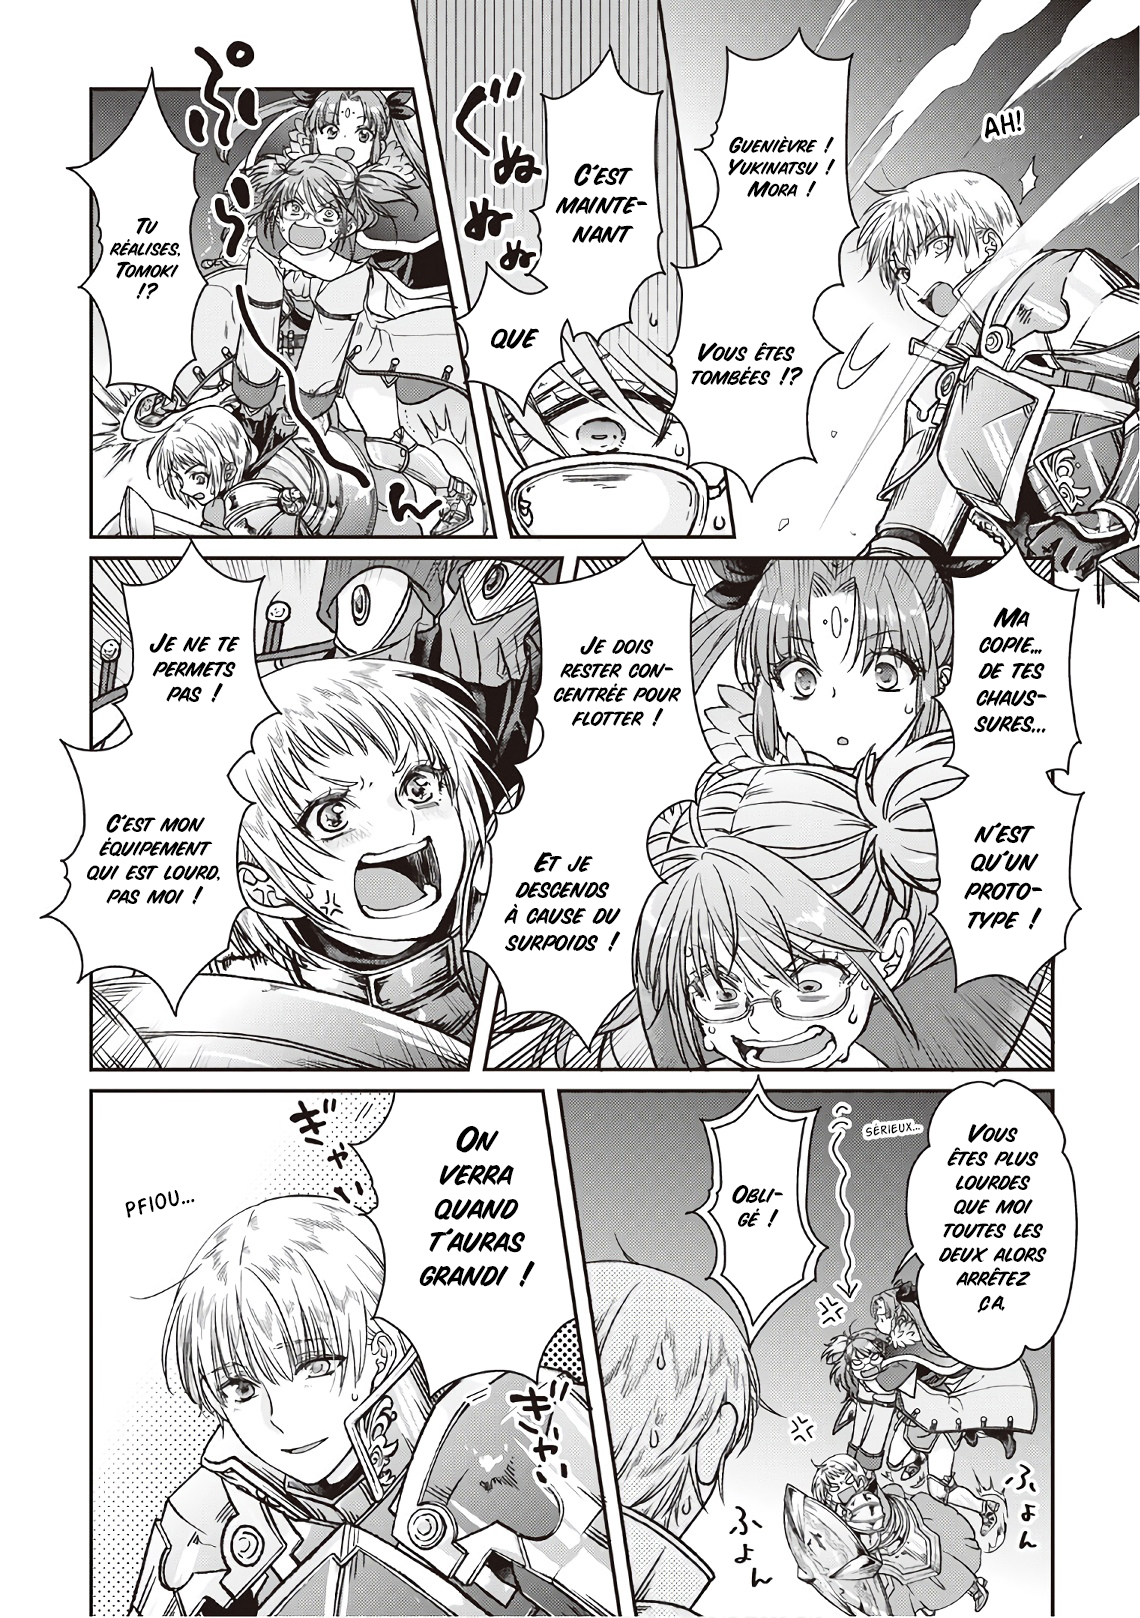 AH!
GUENIÈVRE !
YUKINATSU !
MORA !
VOUS ÊTES
TOMBÉES !?
C'EST
MAINTE-
NANT
QUE
ぐぬぬぬ
TU
RÉALISES,
TOMOKI
!?
ぷ〜〜ん
MA
COPIE...
DE TES
CHAUS-
SURES...
N'EST
QU'UN
PROTO-
TYPE !
JE DOIS
RESTER CON-
CENTRÉE POUR
FLOTTER !
ET JE
DESCENDS
À CAUSE DU
SURPOIDS !
JE NE TE
PERMETS
PAS !
C'EST MON
ÉQUIPEMENT
QUI EST LOURD,
PAS MOI !
VOUS
ÊTES PLUS
LOURDES
QUE MOI
TOUTES LES
DEUX ALORS
ARRÊTEZ
ÇA.
SÉRIEUX...
ふよん
ふよん
OBLI-
GÉ !
ON
VERRA
QUAND
T'AURAS
GRANDI !
ぎゃい
ぎゃい
PFIOU...